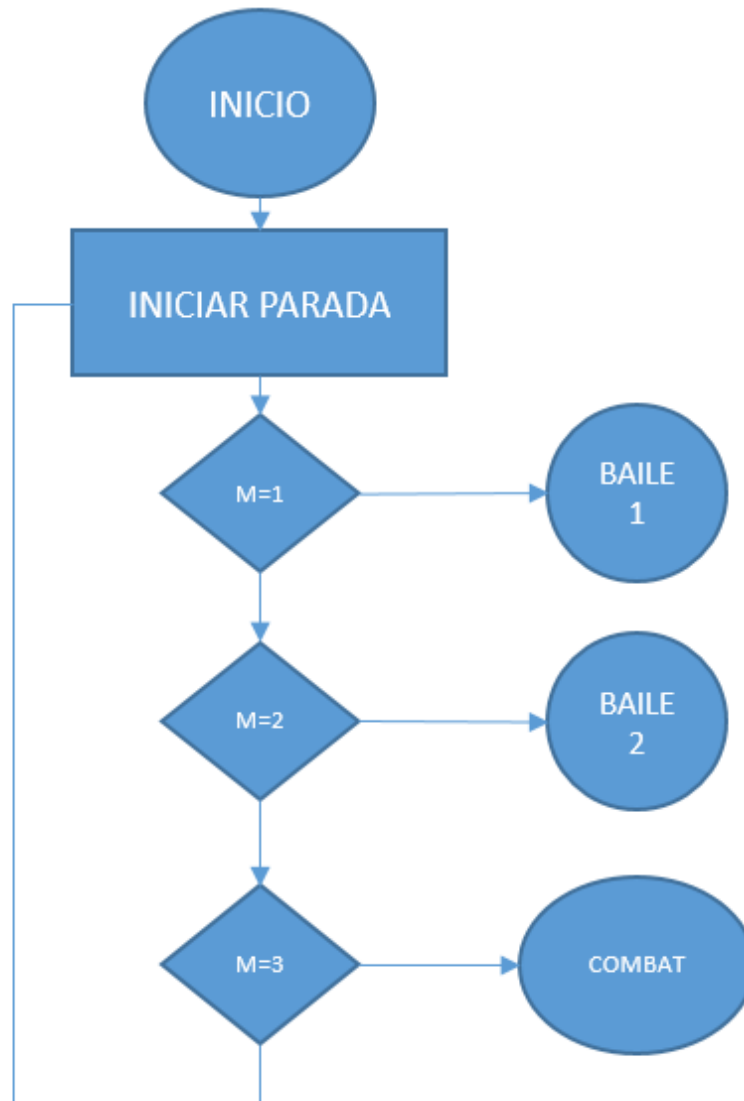 INICIO
INICIAR PARADA
M=1
BAILE
1
M=2
BAILE
2
M=3
COMBAT